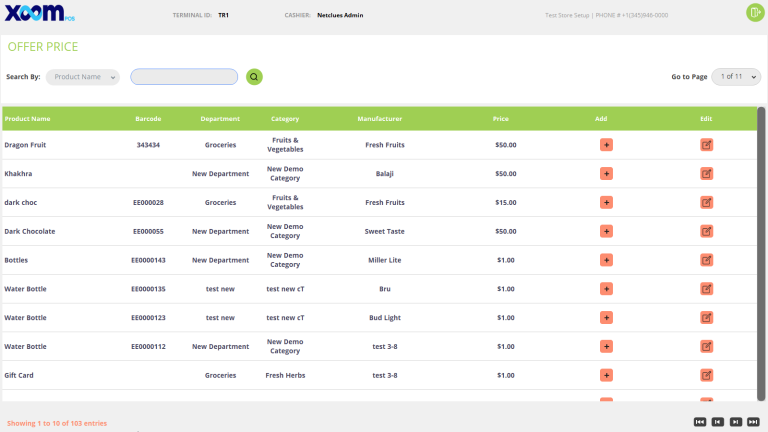 xoom POS
TERMINAL ID: TR1 CASHIER: Netclues Admin Test Store Setup | PHONE # +1(345)946-0000
OFFER PRICE
Search By: Product Name Go to Page 1 of 11
Product Name Barcode Department Category Manufacturer Price Add Edit
Dragon Fruit 343434 Groceries Fruits & Vegetables Fresh Fruits $50.00 +
Khakhra New Department New Demo Category Balaji $50.00 +
dark choc EE000028 Groceries Fruits & Vegetables Fresh Fruits $15.00 +
Dark Chocolate EE000055 New Department New Demo Category Sweet Taste $50.00 +
Bottles EE0000143 New Department New Demo Category Miller Lite $1.00 +
Water Bottle EE0000135 test new test new cT Bru $1.00 +
Water Bottle EE0000123 test new test new cT Bud Light $1.00 +
Water Bottle EE0000112 New Department New Demo Category test 3-8 $1.00 +
Gift Card Groceries Fresh Herbs test 3-8 $1.00 +
Showing 1 to 10 of 103 entries